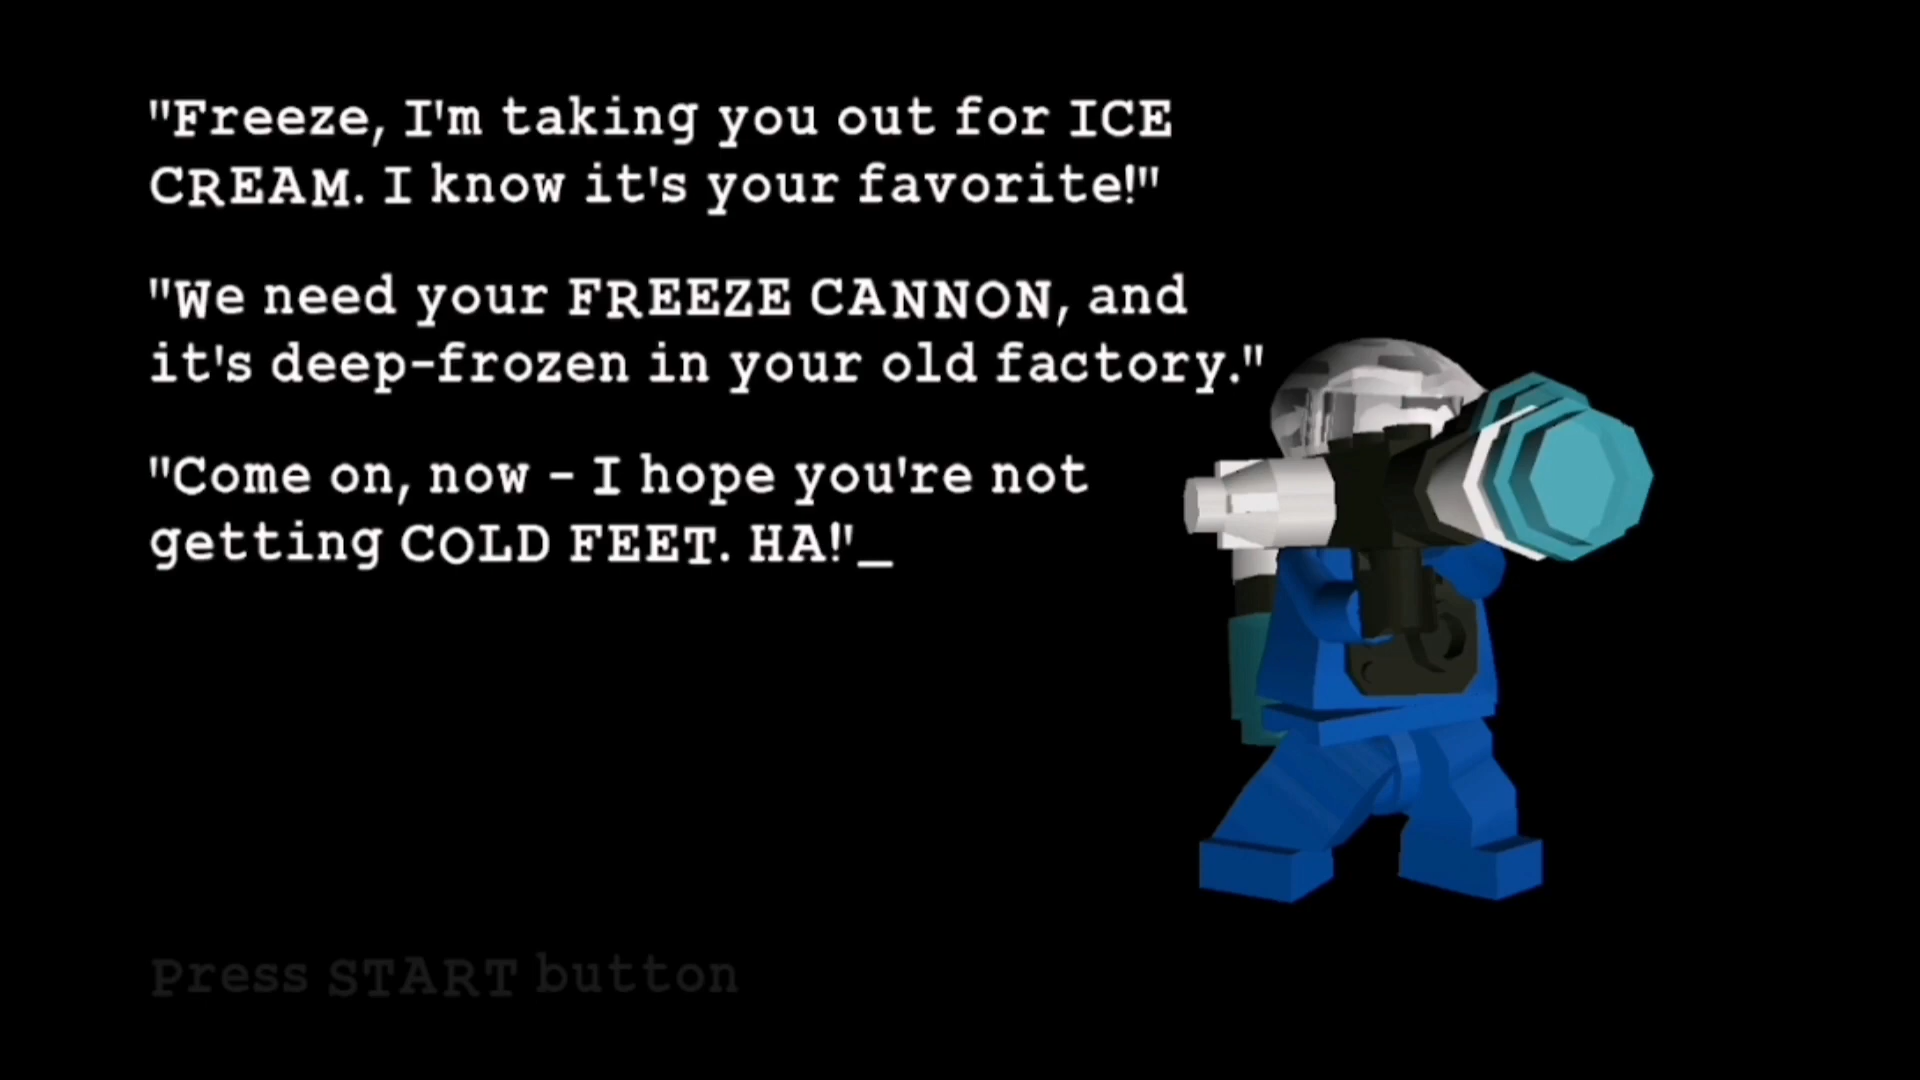 "Freeze, I'm taking you out for ICE
CREAM. I know it's your favorite!"
"We need your FREEZE CANNON, and
it's deep-frozen in your old factory."
"Come on, now - I hope you're not
getting COLD FEET. HA!"_
Press START button